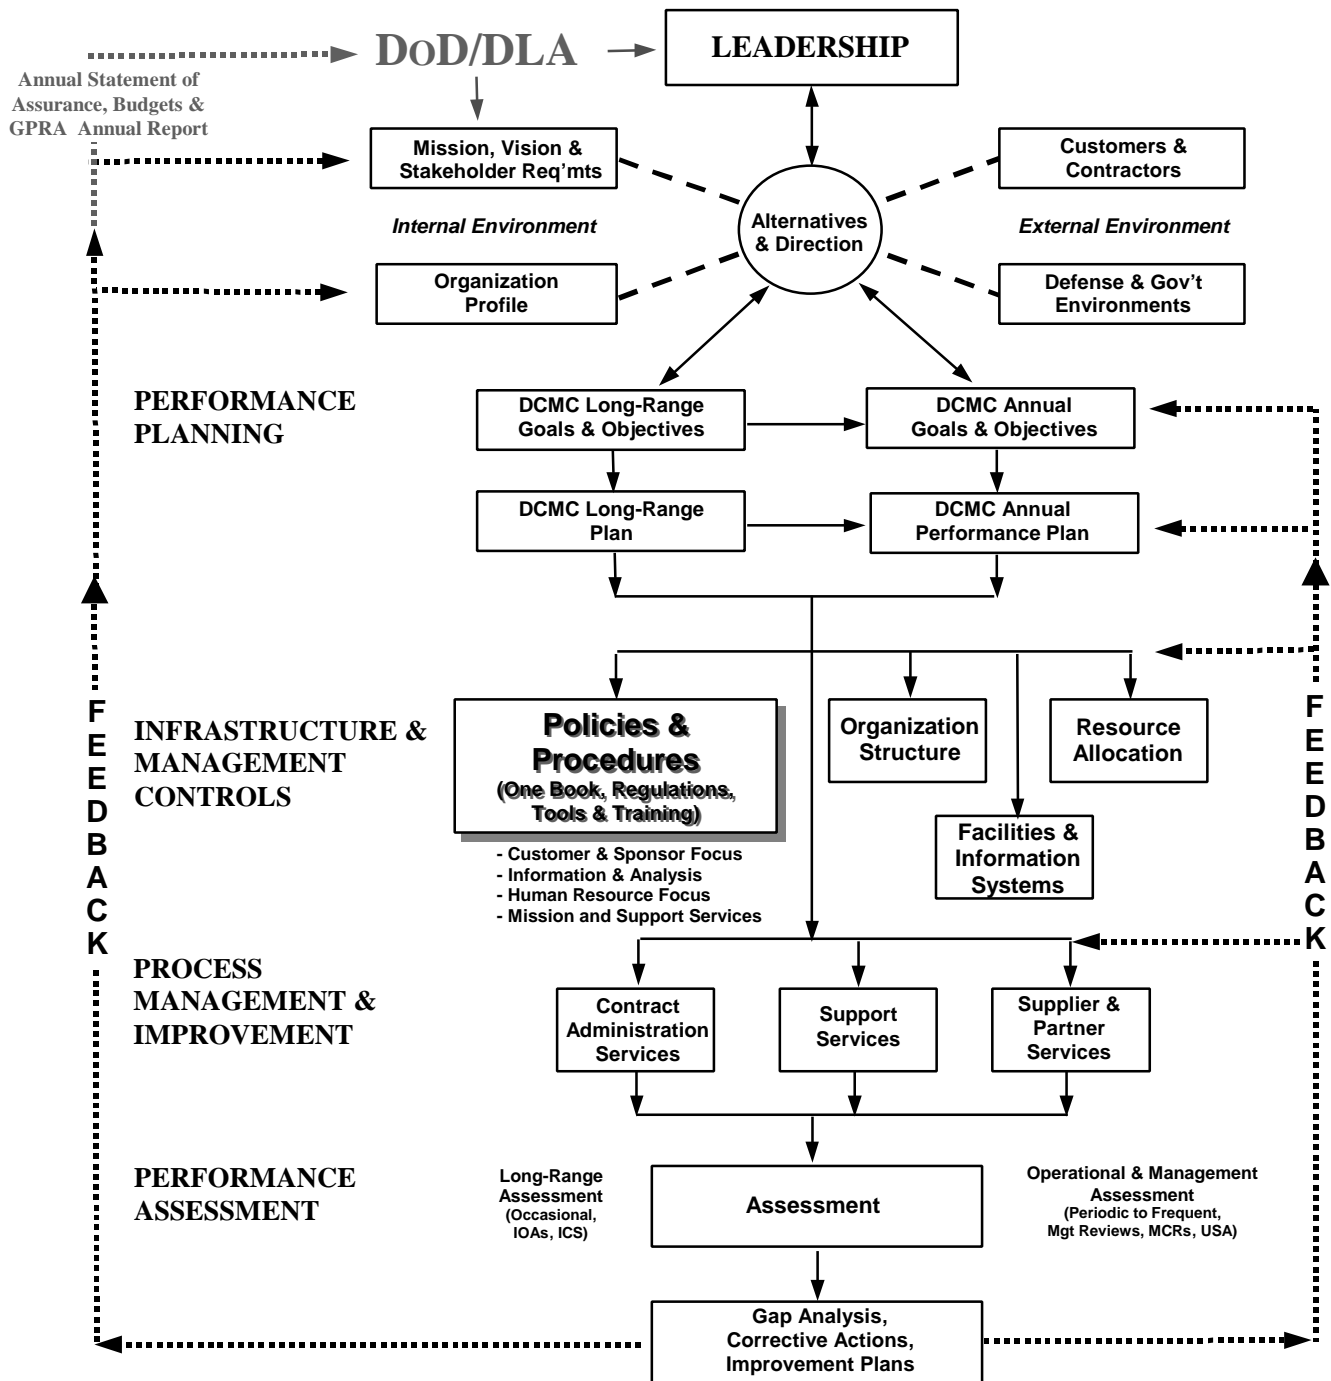 DoD/DLA
LEADERSHIP
Annual Statement of
Assurance, Budgets &
GPRA Annual Report
Mission, Vision &
Stakeholder Req'mts
Customers &
Contractors
Internal Environment
Alternatives
& Direction
External Environment
Organization
Profile
Defense & Gov't
Environments
PERFORMANCE
PLANNING
DCMC Long-Range
Goals & Objectives
DCMC Annual
Goals & Objectives
DCMC Long-Range
Plan
DCMC Annual
Performance Plan
FEEDBACK
INFRASTRUCTURE &
MANAGEMENT
CONTROLS
Policies &
Procedures
(One Book, Regulations,
Tools & Training)
- Customer & Sponsor Focus
- Information & Analysis
- Human Resource Focus
- Mission and Support Services
Organization
Structure
Resource
Allocation
Facilities &
Information
Systems
FEEDBACK
PROCESS
MANAGEMENT &
IMPROVEMENT
Contract
Administration
Services
Support
Services
Supplier &
Partner
Services
PERFORMANCE
ASSESSMENT
Long-Range
Assessment
(Occasional,
IOAs, ICS)
Assessment
Operational & Management
Assessment
(Periodic to Frequent,
Mgt Reviews, MCRs, USA)
Gap Analysis,
Corrective Actions,
Improvement Plans